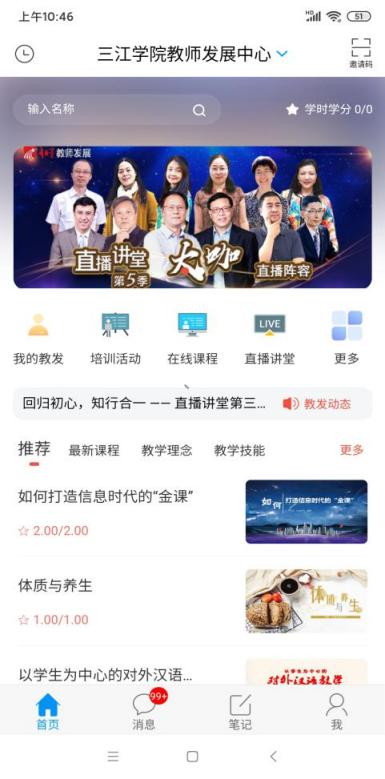 上午10:46
HD
51
三江学院教师发展中心
邀请码
输入名称
学时学分 0/0
教师发展
直播讲堂
第5季
大咖
直播阵容
LIVE
我的教发
培训活动
在线课程
直播讲堂
更多
回归初心，知行合一 —— 直播讲堂第三...
教发动态
推荐
最新课程
教学理念
教学技能
更多
如何打造信息时代的“金课”
2.00/2.00
如何
打造信息时代的“金课”
体质与养生
1.00/1.00
体质养生
与
以学生为中心的对外汉语...
以学生为中心的
对外汉语教学
99+
首页
消息
笔记
我